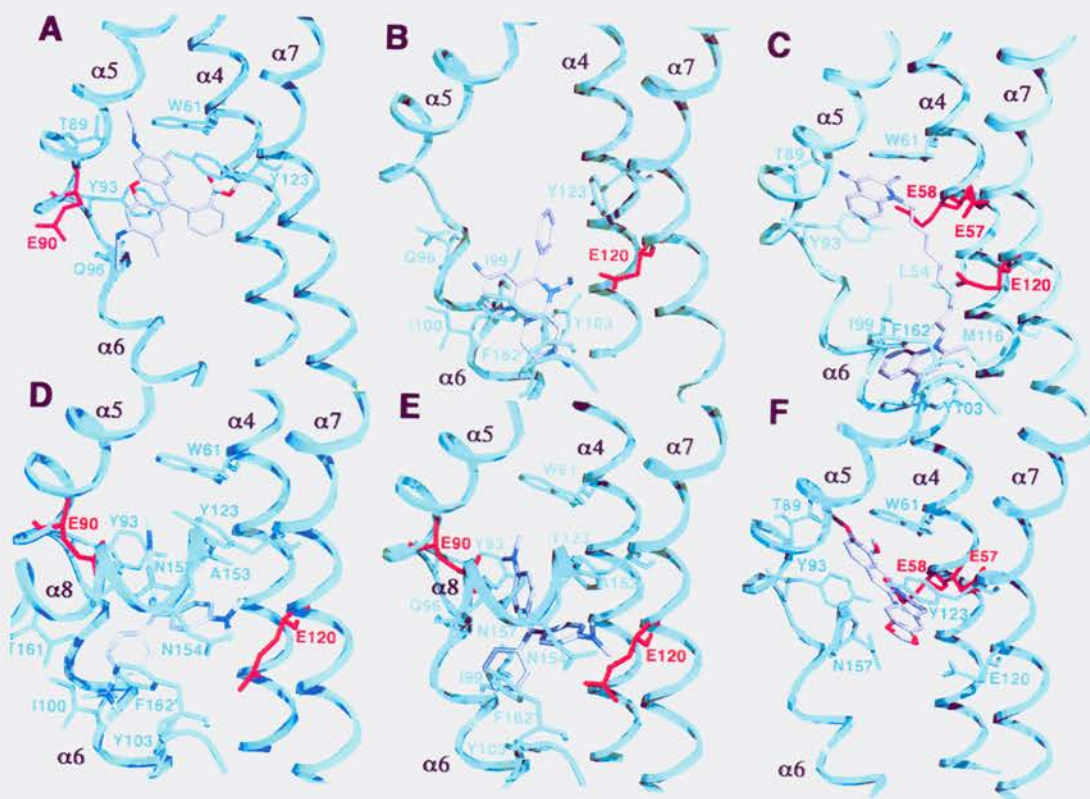 A
α5
α4
α7
W61
T89
Y93
Y123
E90
Q96
α6
B
α4
α7
α5
Y123
Q96
I99
E120
I100
Y103
F162'
α6
C
α4
α7
α5
W61
T89
E58
E57
Y93
L54
E120
I99
F162'
M116
α6
Y103
D
α5
α4
α7
W61
E90
Y93
Y123
A153
α8
E120
T161
N154
I100
F162'
Y103
α6
E
α5
α4
α7
W61
E90
Y93
Y123
α8
Q96
N157
E120
N154
I99
F162'
Y103
α6
F
α5
α4
α7
W61
T89
Y93
E58
E57
Y123
N157
E120
α6